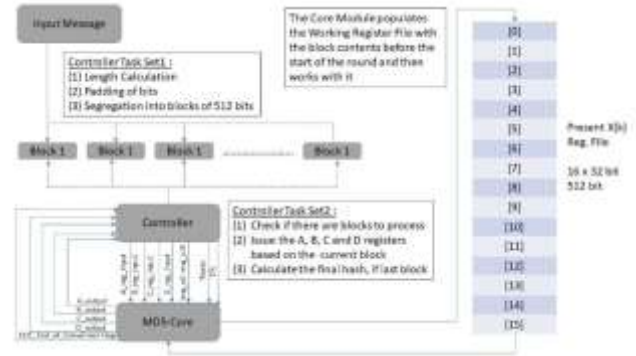 Input Message
The Core Module populates
the Working Register File with
the block contents before the
start of the round and then
works with it
Controller Task Set1 :
(1) Length Calculation
(2) Padding of bits
(3) Segregation into blocks of 512 bits
Block 1
Block 1
Block 1
Block 1
Controller
Controller Task Set2 :
(1) Check if there are blocks to process
(2) Issue the A, B, C and D registers
based on the current block
(3) Calculate the final hash, if last block
A_output
B_output
C_output
D_output
MD5-Core
[0]
[1]
[2]
[3]
[4]
[5]
[6]
[7]
[8]
[9]
[10]
[11]
[12]
[13]
[14]
[15]
Present X[k]
Reg. File
16 x 32 bit
512 bit